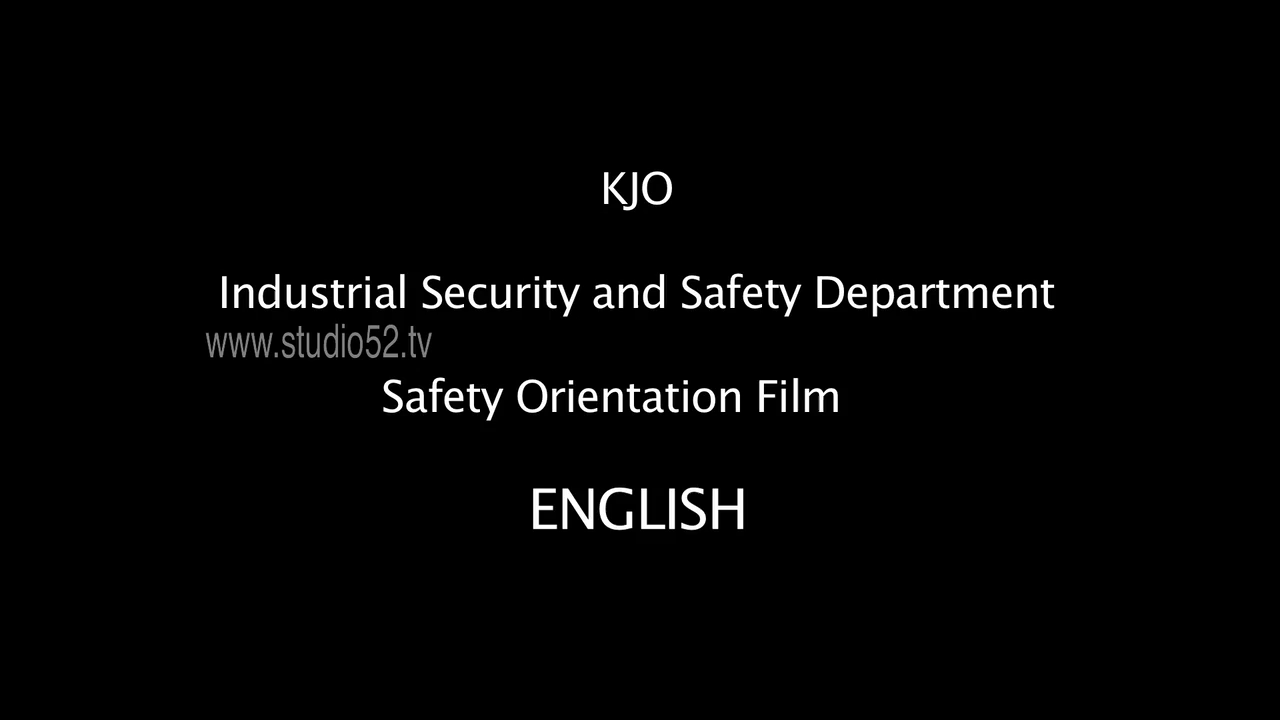 KJO
Industrial Security and Safety Department
www.studio52.tv
Safety Orientation Film
ENGLISH